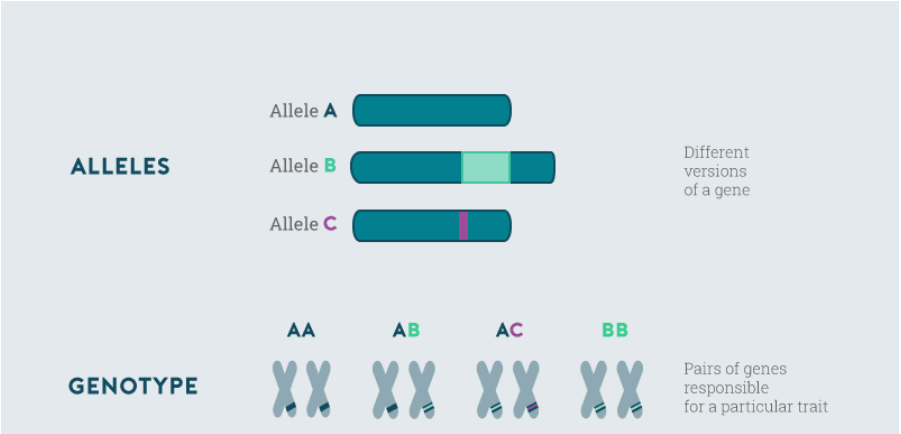 Allele A
ALLELES
Allele B
Different
versions
of a gene
Allele C
AA
AB
AC
BB
GENOTYPE
Pairs of genes
responsible
for a particular trait